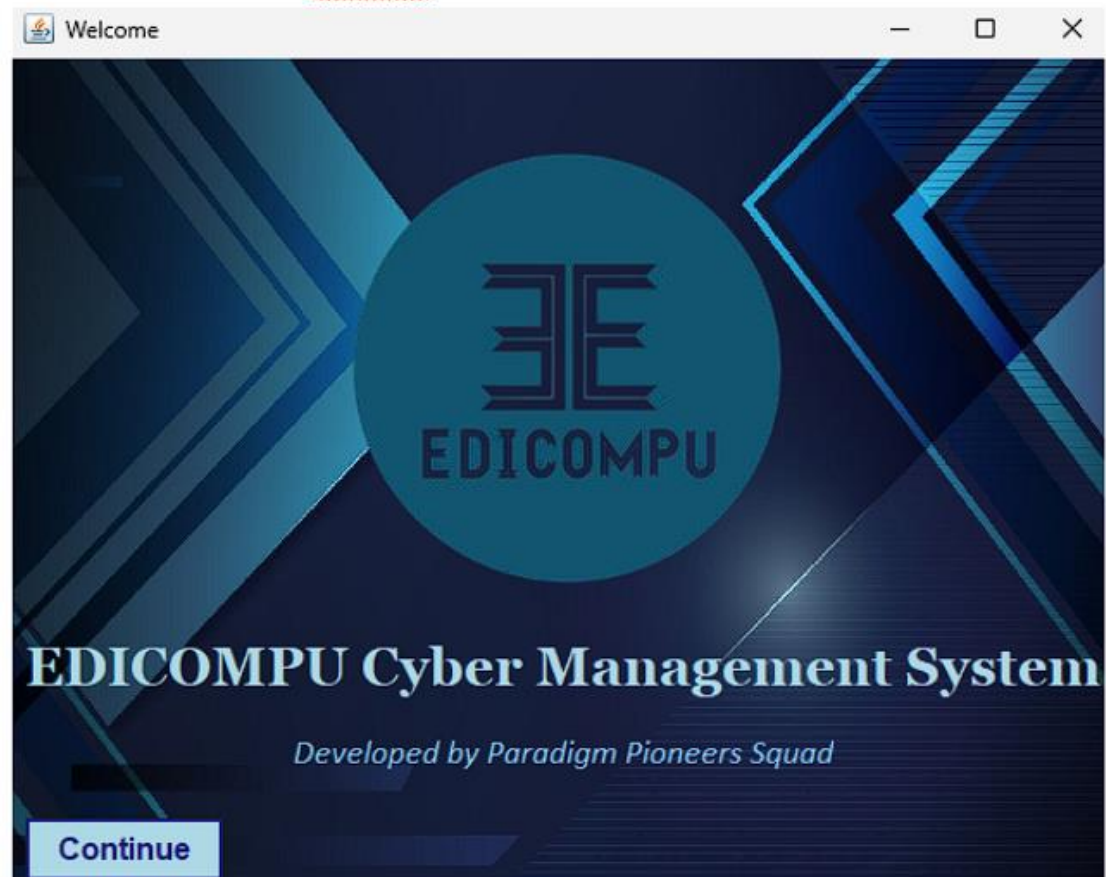 Welcome
EDICOMPU
EDICOMPU Cyber Management System
Developed by Paradigm Pioneers Squad
Continue